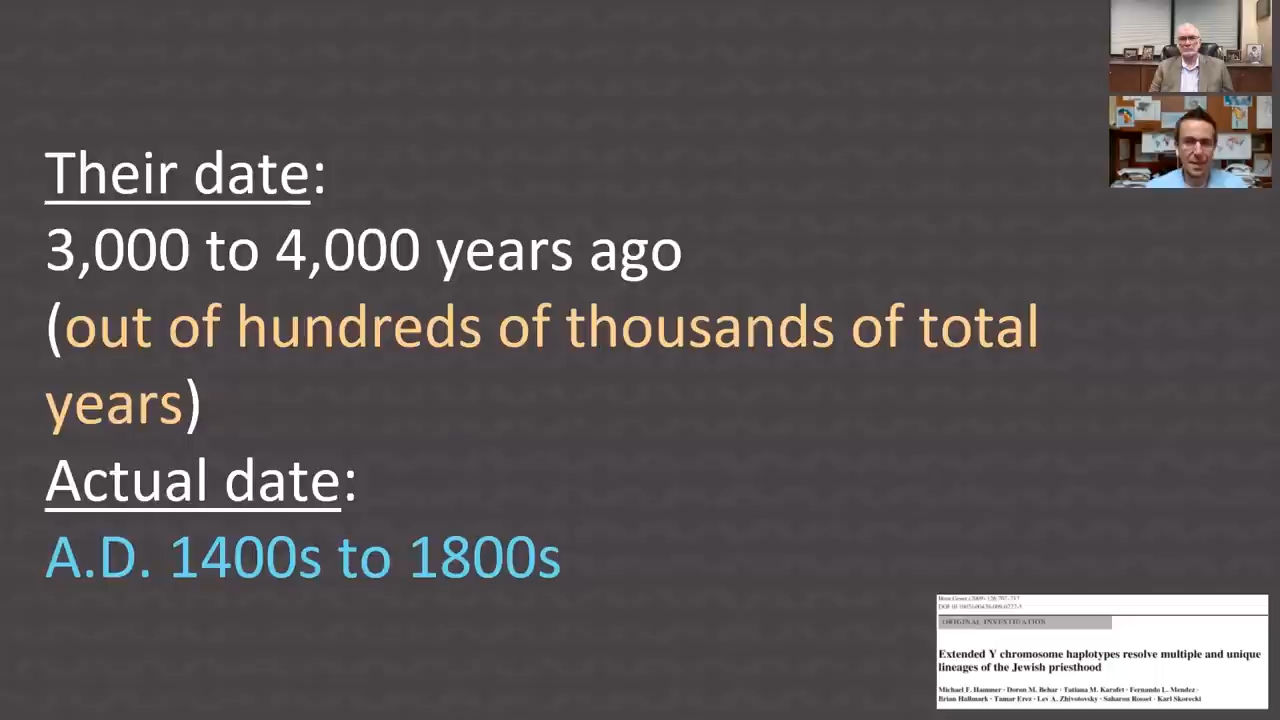 Their date:
3,000 to 4,000 years ago
(out of hundreds of thousands of total
years)
Actual date:
A.D. 1400s to 1800s
ORIGINAL INVESTIGATION
Extended Y chromosome haplotypes resolve multiple and unique
lineages of the Jewish priesthood
Michael F. Hammer · Doron M. Behar · Tatiana M. Karafet · Fernando L. Mendez ·
Brian Hallmark · Tamar Erez · Lev A. Zhivotovsky · Saharon Rosset · Karl Skorecki